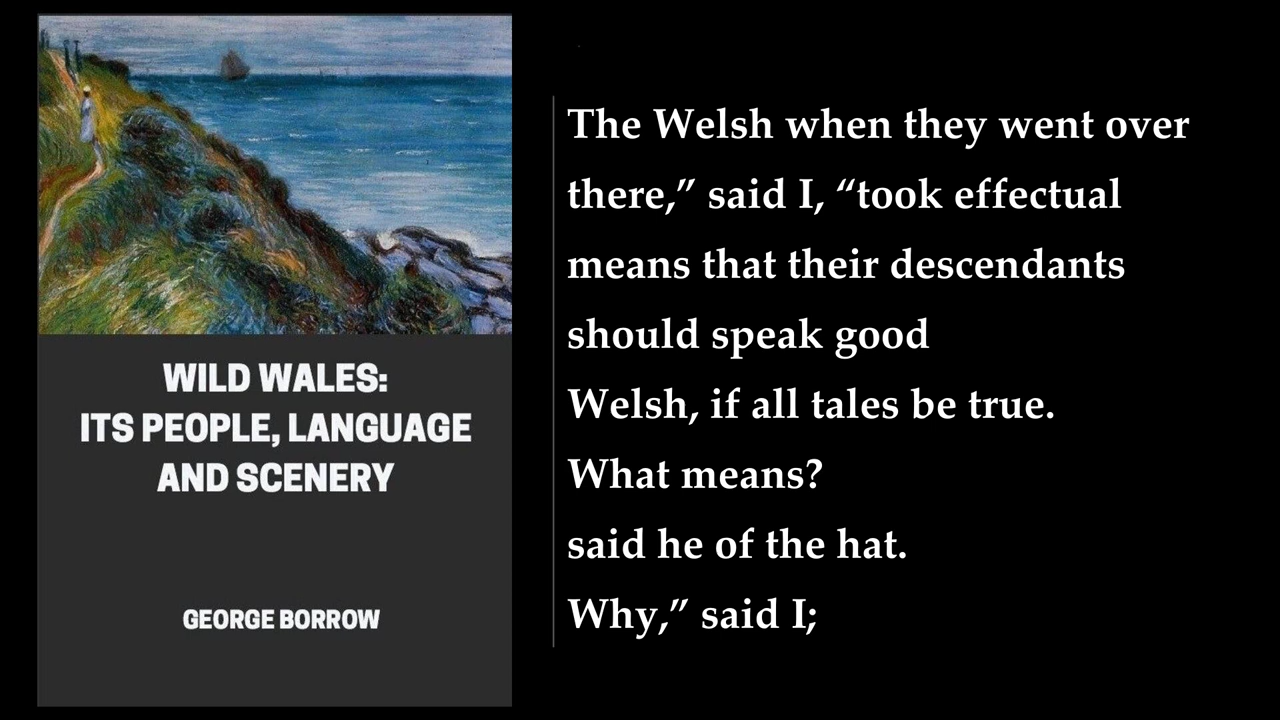 WILD WALES:
ITS PEOPLE, LANGUAGE
AND SCENERY
GEORGE BORROW
The Welsh when they went over
there,” said I, “took effectual
means that their descendants
should speak good
Welsh, if all tales be true.
What means?
said he of the hat.
Why,” said I;